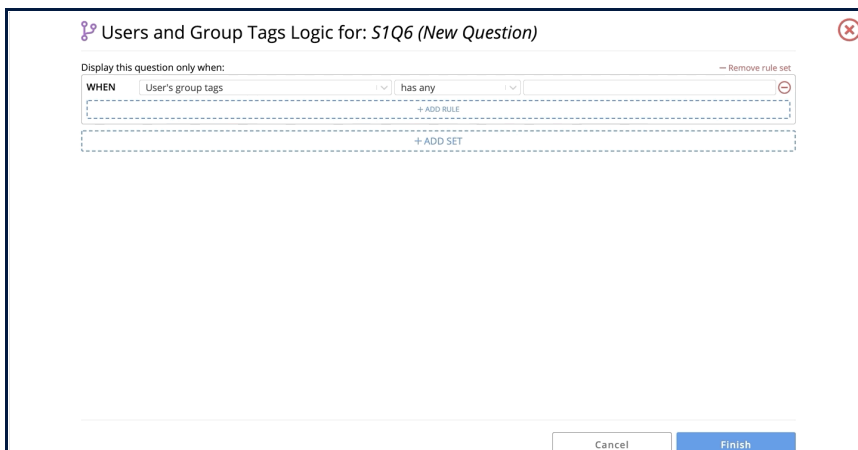 Users and Group Tags Logic for: S1Q6 (New Question)
Display this question only when:
— Remove rule set
WHEN User's group tags has any
+ ADD RULE
+ ADD SET
Cancel Finish